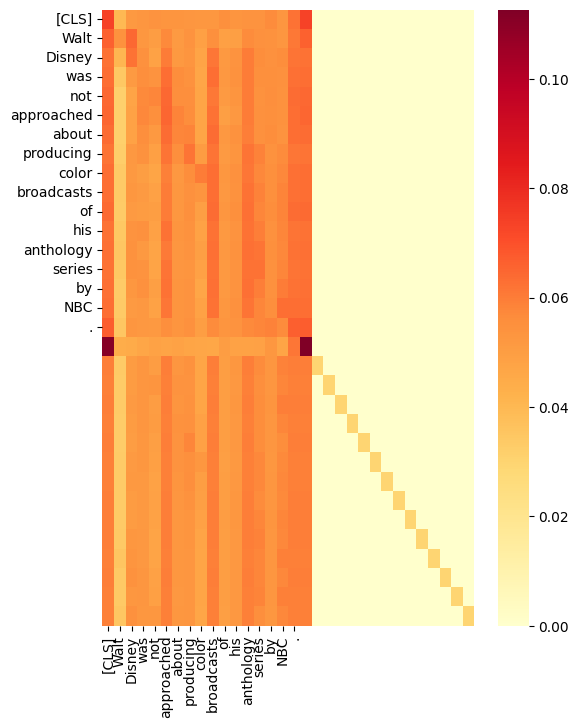 [CLS]
Walt
Disney
was
not
approached
about
producing
color
broadcasts
of
his
anthology
series
by
NBC
.
0.10
0.08
0.06
0.04
0.02
0.00
[CLS]
Walt
Disney
was
not
approached
about
producing
color
broadcasts
of
his
anthology
series
by
NBC
.